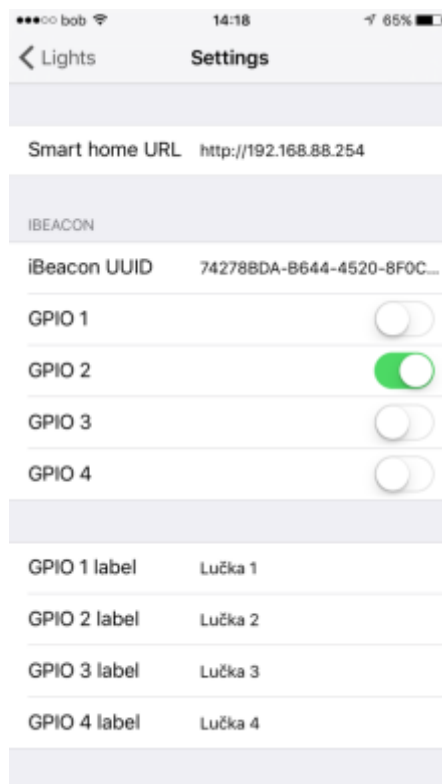 bob 14:18 65%
Lights Settings
Smart home URL http://192.168.88.254
IBEACON
iBeacon UUID 74278BDA-B644-4520-8F0C...
GPIO 1
GPIO 2
GPIO 3
GPIO 4
GPIO 1 label Lučka 1
GPIO 2 label Lučka 2
GPIO 3 label Lučka 3
GPIO 4 label Lučka 4